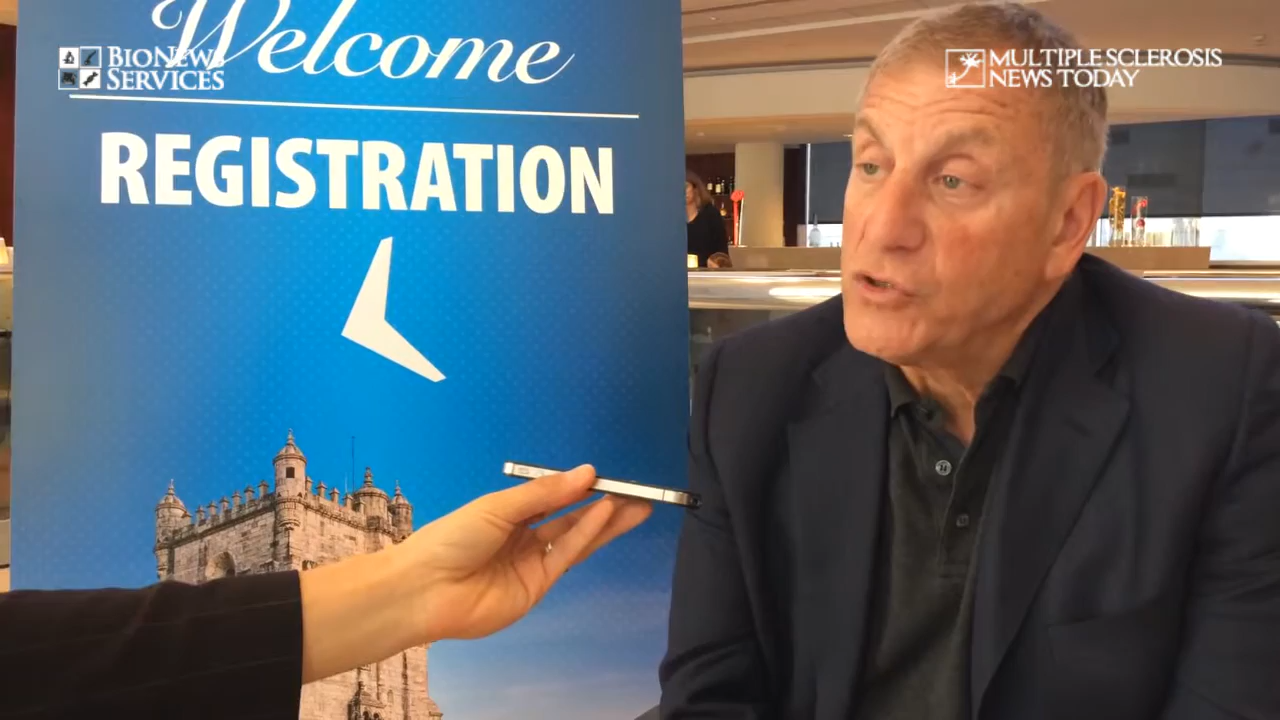 Welcome
REGISTRATION
BIONEWS
SERVICES
MULTIPLE SCLEROSIS
NEWS TODAY